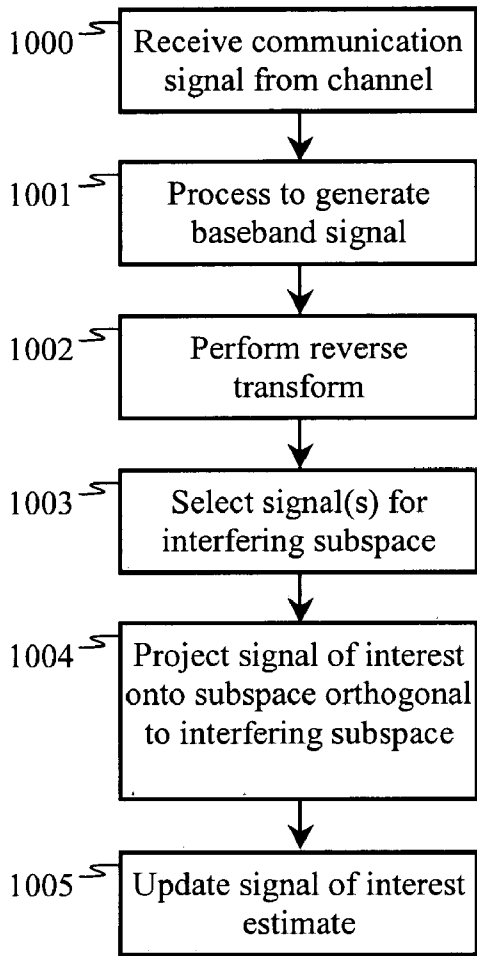 1000
Receive communication
signal from channel
1001
Process to generate
baseband signal
1002
Perform reverse
transform
1003
Select signal(s) for
interfering subspace
1004
Project signal of interest
onto subspace orthogonal
to interfering subspace
1005
Update signal of interest
estimate